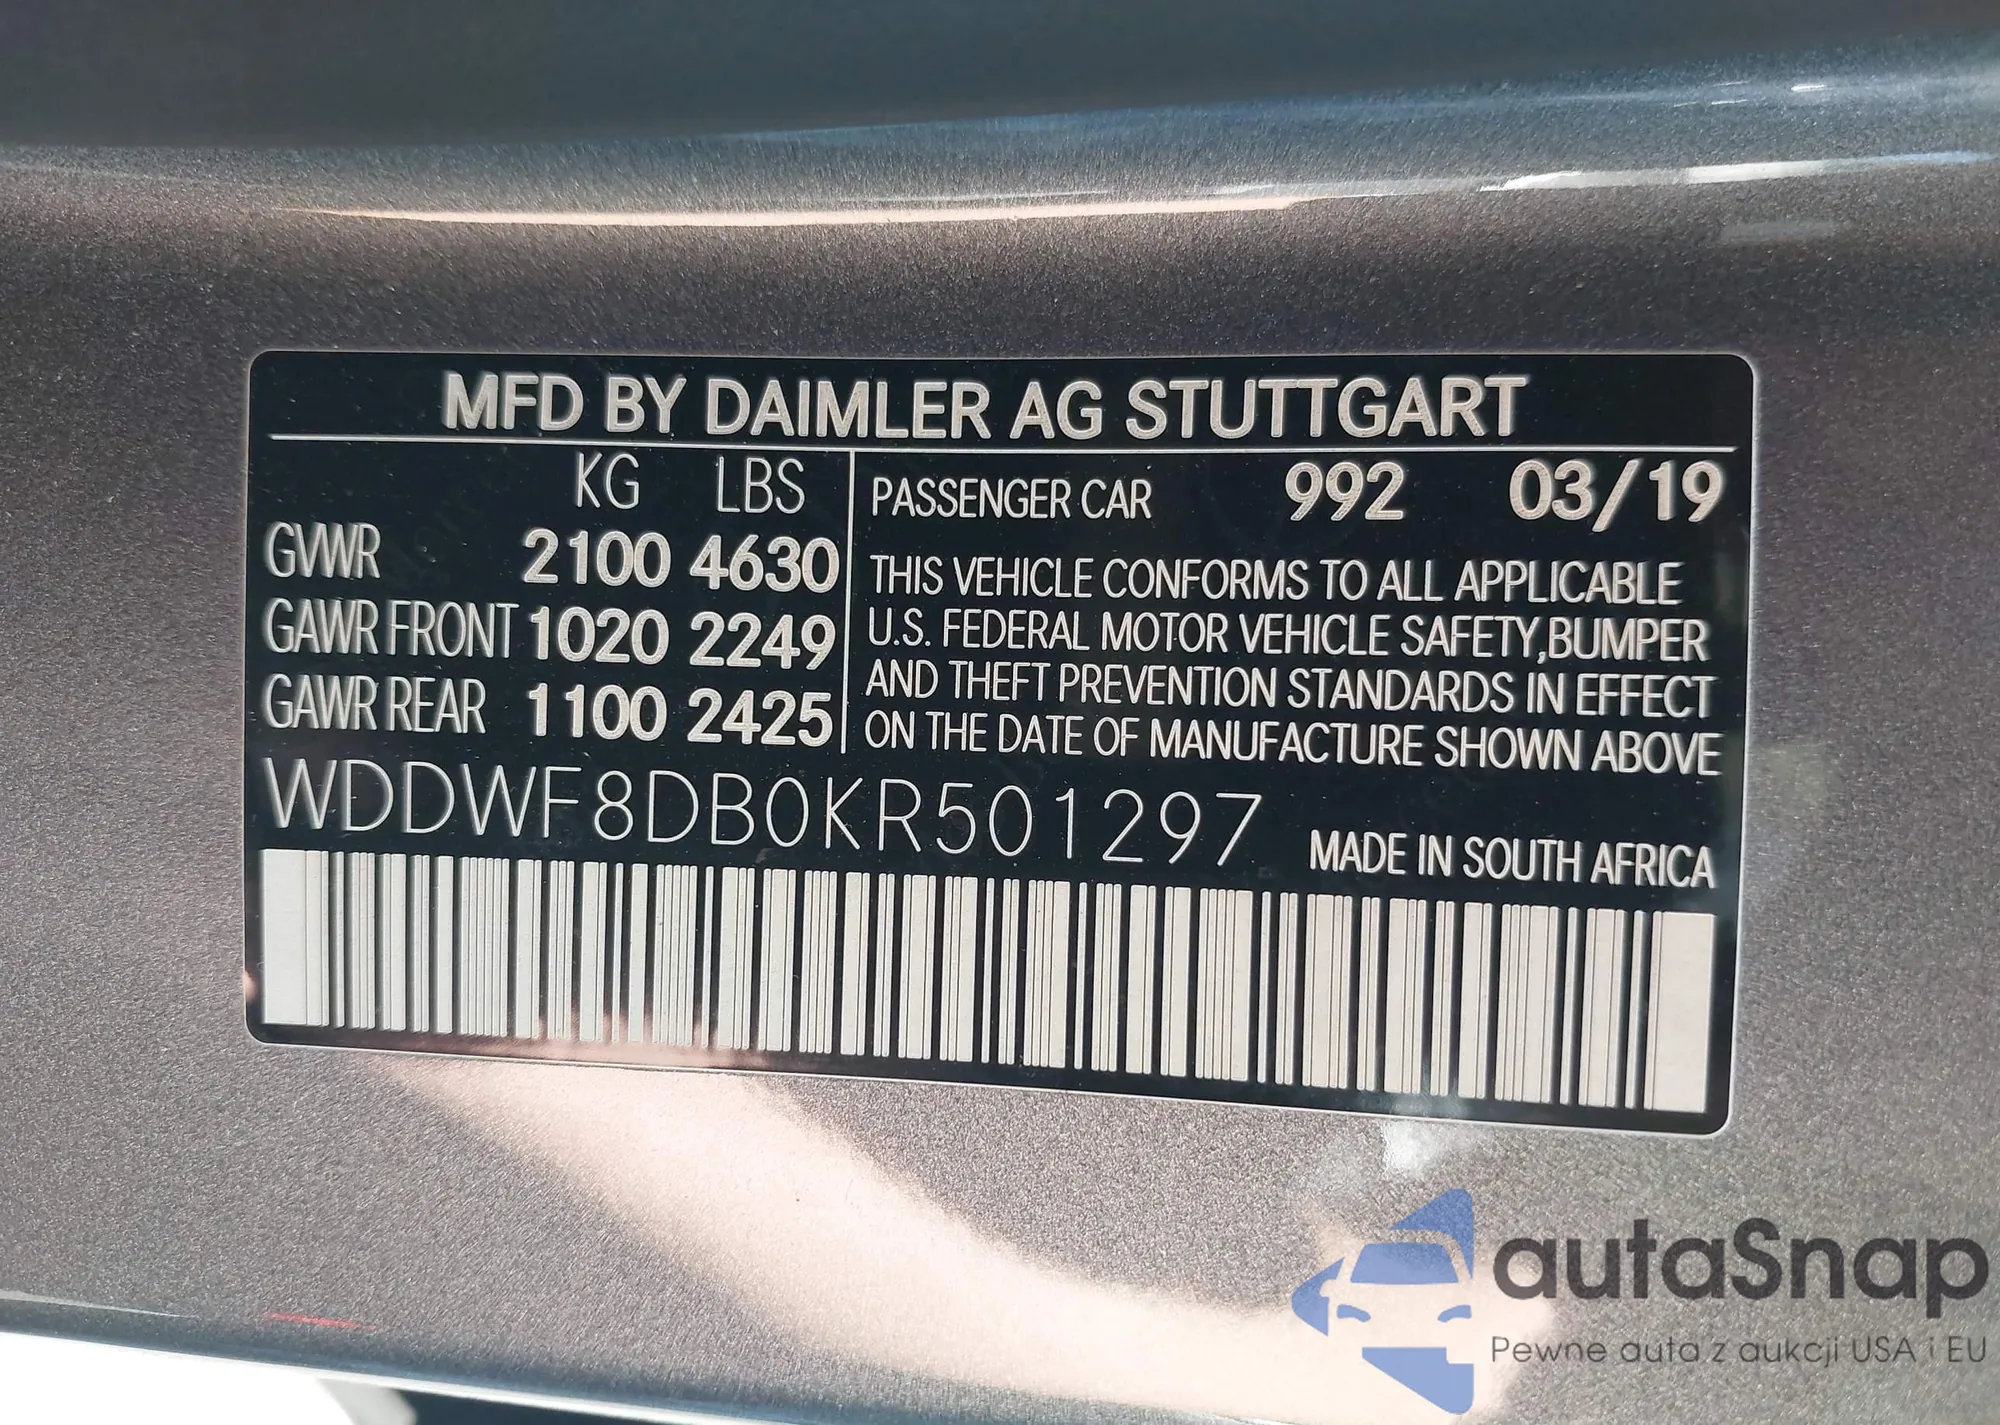 MFD BY DAIMLER AG STUTTGART
KG LBS
GVWR 2100 4630
GAWR FRONT 1020 2249
GAWR REAR 1100 2425
PASSENGER CAR 992 03/19
THIS VEHICLE CONFORMS TO ALL APPLICABLE
U.S. FEDERAL MOTOR VEHICLE SAFETY,BUMPER
AND THEFT PREVENTION STANDARDS IN EFFECT
ON THE DATE OF MANUFACTURE SHOWN ABOVE
WDDWF8DB0KR501297
MADE IN SOUTH AFRICA
autaSnap
Pewne auta z aukcji USA i EU